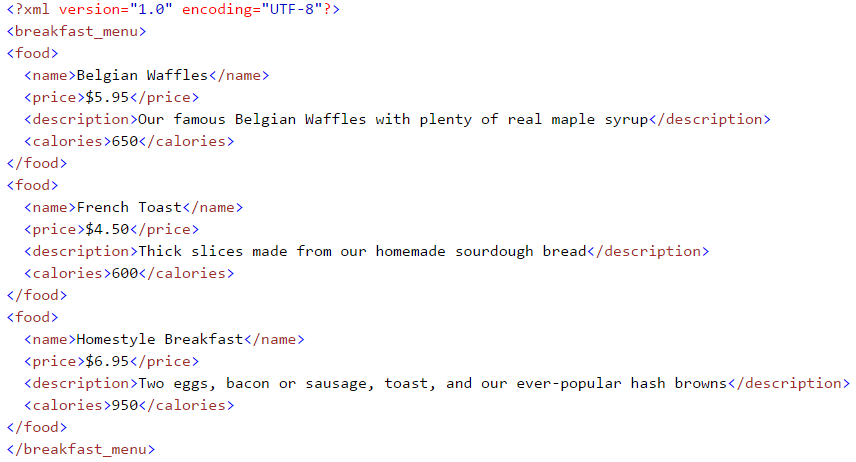 <?xml version="1.0" encoding="UTF-8"?>
<breakfast_menu>
<food>
  <name>Belgian Waffles</name>
  <price>$5.95</price>
  <description>Our famous Belgian Waffles with plenty of real maple syrup</description>
  <calories>650</calories>
</food>
<food>
  <name>French Toast</name>
  <price>$4.50</price>
  <description>Thick slices made from our homemade sourdough bread</description>
  <calories>600</calories>
</food>
<food>
  <name>Homestyle Breakfast</name>
  <price>$6.95</price>
  <description>Two eggs, bacon or sausage, toast, and our ever-popular hash browns</description>
  <calories>950</calories>
</food>
</breakfast_menu>